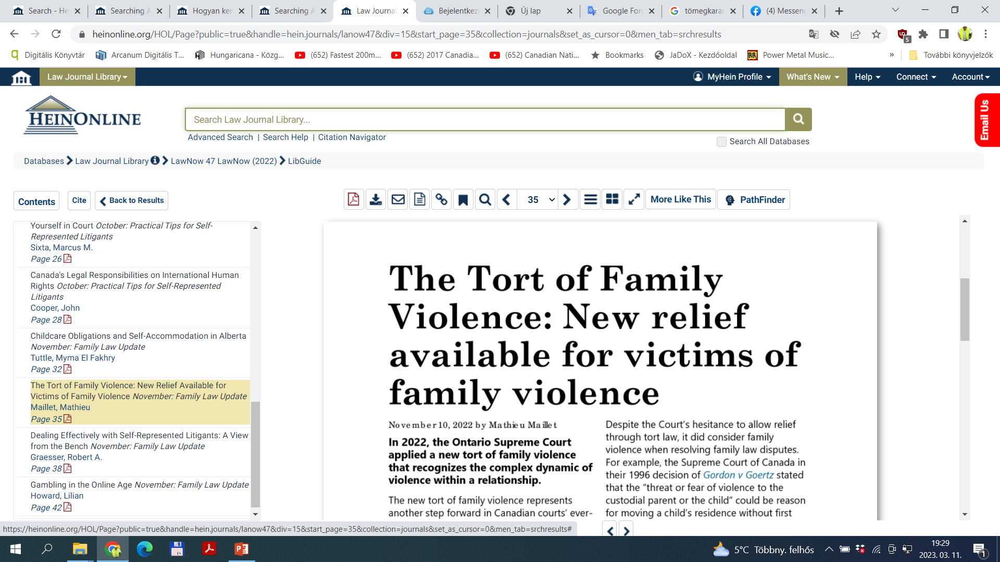 Search - He
Searching A
Hogyan ker
Searching A
Law Journal
Bejelentkez
Új lap
Google For
tömegkarar
(4) Messeng
heinonline.org/HOL/Page?public=true&handle=hein.journals/lanow47&div=15&start_page=35&collection=journals&set_as_cursor=0&men_tab=srchresults
5
Digitális Könyvtár
Arcanum Digitális T...
Hungaricana - Közg...
(652) Fastest 200m...
(652) 2017 Canadia...
(652) Canadian Nati...
Bookmarks
JaDoX - Kezdőoldal
Power Metal Music...
»
További könyvjelzők
Law Journal Library
MyHein Profile
What's New
Help
Connect
Account
HEINONLINE
Search Law Journal Library...
Advanced Search | Search Help | Citation Navigator
Search All Databases
Email Us
Databases > Law Journal Library > LawNow 47 LawNow (2022) > LibGuide
Contents
Cite
Back to Results
35
More Like This
PathFinder
Yourself in Court October: Practical Tips for Self-
Represented Litigants
Sixta, Marcus M.
Page 26
Canada's Legal Responsibilities on International Human
Rights October: Practical Tips for Self-Represented
Litigants
Cooper, John
Page 28
Childcare Obligations and Self-Accommodation in Alberta
November: Family Law Update
Tuttle, Myrna El Fakhry
Page 32
The Tort of Family Violence: New Relief Available for
Victims of Family Violence November: Family Law Update
Maillet, Mathieu
Page 35
Dealing Effectively with Self-Represented Litigants: A View
from the Bench November: Family Law Update
Graesser, Robert A.
Page 38
Gambling in the Online Age November: Family Law Update
Howard, Lilian
Page 42
The Tort of Family
Violence: New relief
available for victims of
family violence
November 10, 2022 by Mathieu Maillet
In 2022, the Ontario Supreme Court
applied a new tort of family violence
that recognizes the complex dynamic of
violence within a relationship.
The new tort of family violence represents
another step forward in Canadian courts' ever-
Despite the Court's hesitance to allow relief
through tort law, it did consider family
violence when resolving family law disputes.
For example, the Supreme Court of Canada in
their 1996 decision of Gordon v Goertz stated
that the "threat or fear of violence to the
custodial parent or the child" could be reason
for moving a child's residence without first
https://heinonline.org/HOL/Page?public=true&handle=hein.journals/lanow47&div=15&start_page=35&collection=journals&set_as_cursor=0&men_tab=srchresults#
5°C Többny. felhős
19:29
2023. 03. 11.
1